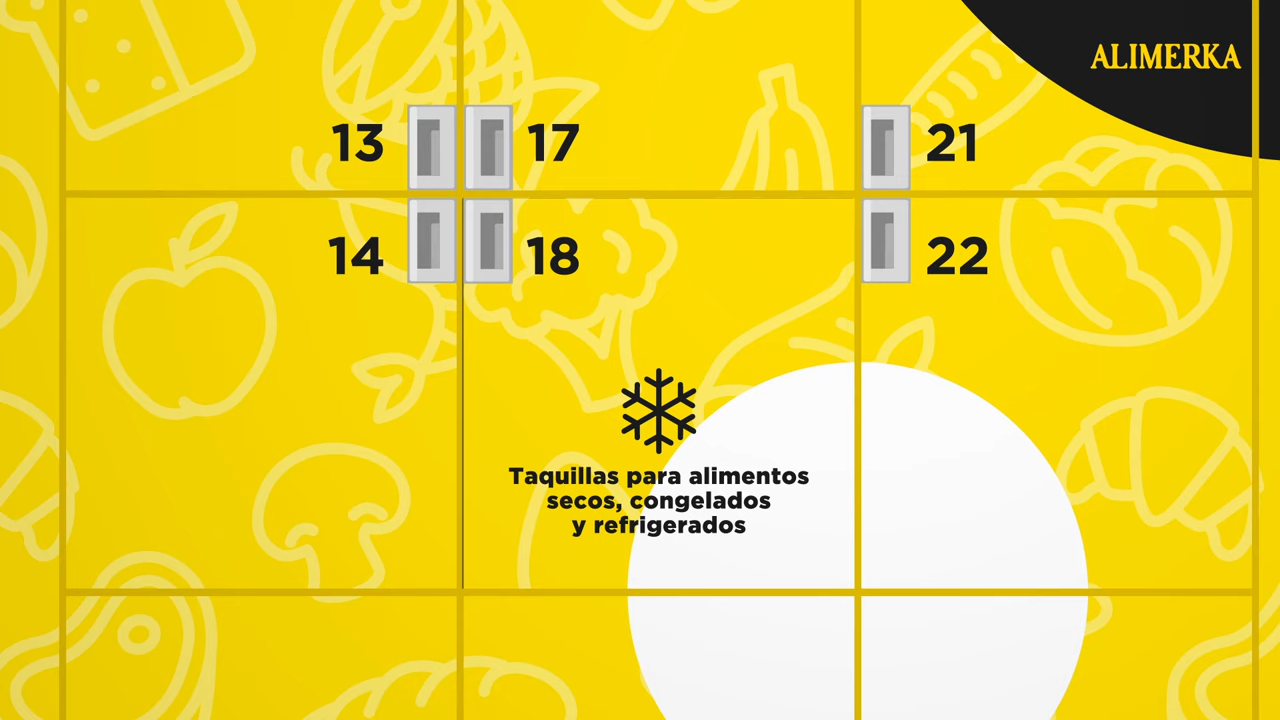 ALIMERKA
13 17 21
14 18 22
Taquillas para alimentos
secos, congelados
y refrigerados